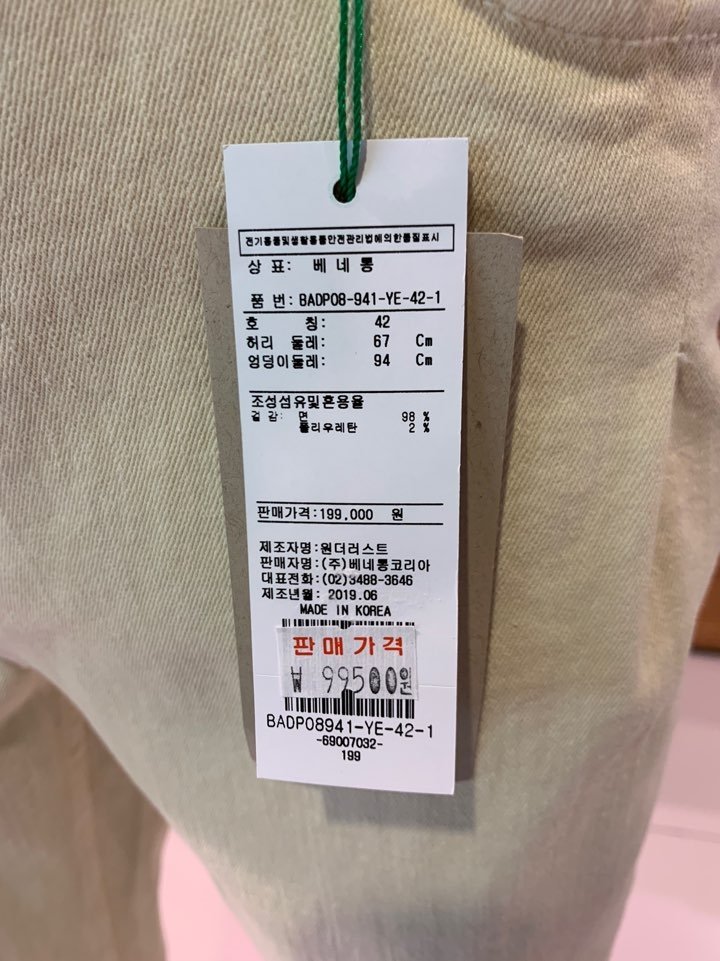 전기용품및생활용품안전관리법에의한품질표시
상 표: 베네통
품 번: BADP08-941-YE-42-1
호 칭: 42
허리 둘레: 67 Cm
엉덩이둘레: 94 Cm
조성섬유및혼용율
겉 감: 면 98 %
폴리우레탄 2 %
판매가격:199,000 원
제조자명:원더러스트
판매자명:(주)베네통코리아
대표전화:(02)3488-3646
제조년월: 2019.06
MADE IN KOREA
판매가격
₩ 99500원
BADP08941-YE-42-1
-69007032-
199